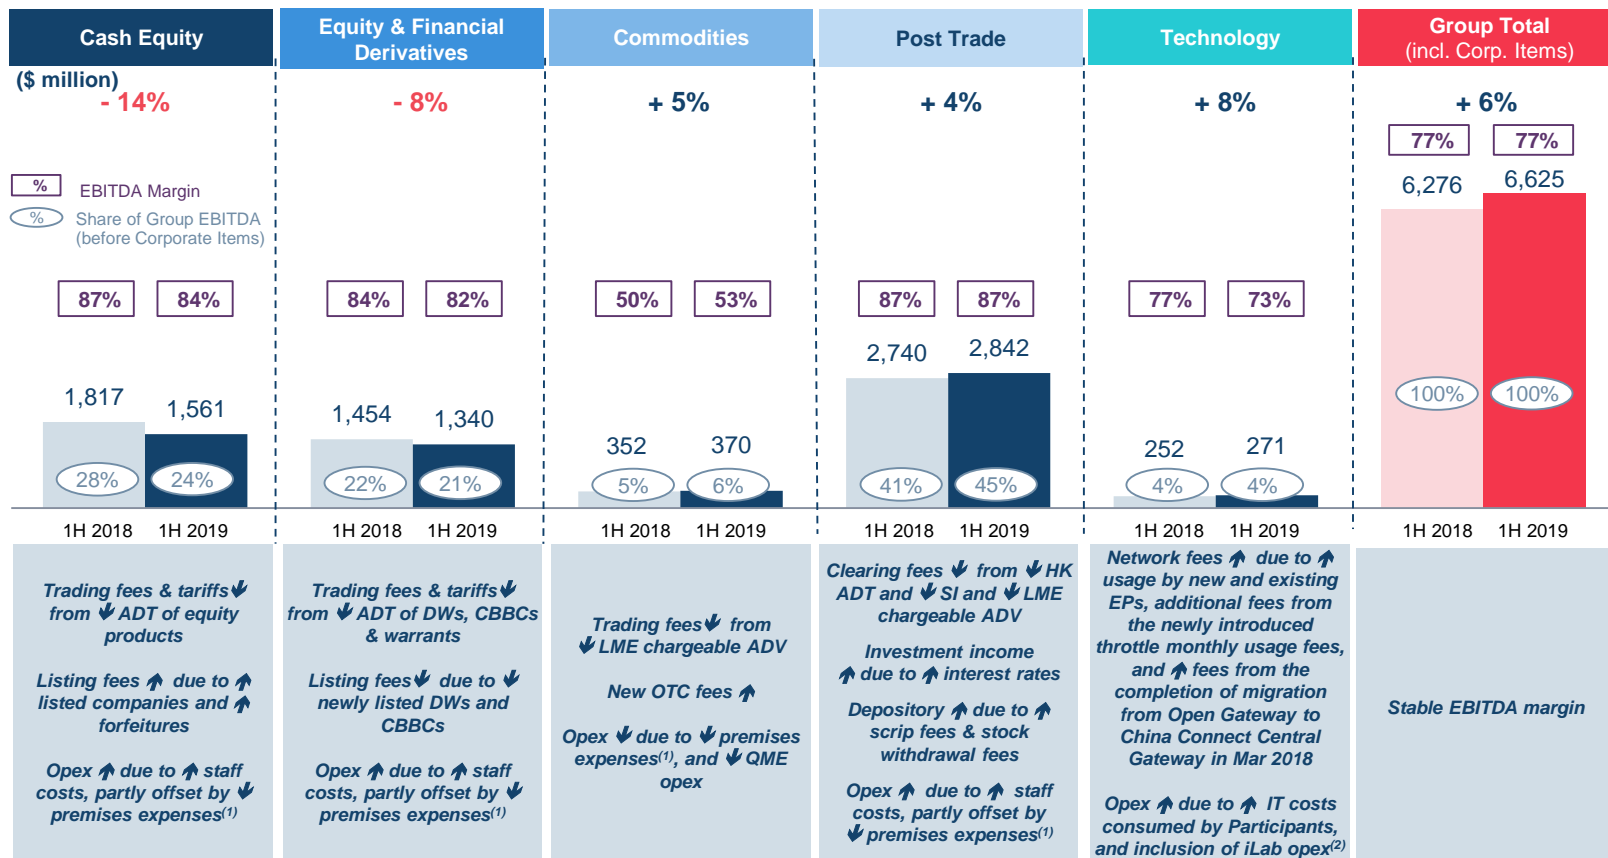 Cash Equity
Equity & Financial
Derivatives
Commodities
Post Trade
Technology
Group Total
(incl. Corp. Items)
($ million)
- 14%
- 8%
+ 5%
+ 4%
+ 8%
+ 6%
77%
77%
6,276
6,625
% EBITDA Margin
% Share of Group EBITDA
(before Corporate Items)
87%
84%
84%
82%
50%
53%
87%
87%
77%
73%
1,817
1,561
1,454
1,340
352
370
2,740
2,842
252
271
28%
24%
22%
21%
5%
6%
41%
45%
4%
4%
100%
100%
1H 2018
1H 2019
1H 2018
1H 2019
1H 2018
1H 2019
1H 2018
1H 2019
1H 2018
1H 2019
1H 2018
1H 2019
Trading fees & tariffs
from ADT of equity
products
Listing fees due to
listed companies and
forfeitures
Opex due to staff
costs, partly offset by
premises expenses(1)
Trading fees & tariffs
from ADT of DWs, CBBCs
& warrants
Listing fees due to
newly listed DWs and
CBBCs
Opex due to staff
costs, partly offset by
premises expenses(1)
Trading fees from
LME chargeable ADV
New OTC fees
Opex due to premises
expenses(1), and QME
opex
Clearing fees from HK
ADT and SI and LME
chargeable ADV
Investment income
due to interest rates
Depository due to
scrip fees & stock
withdrawal fees
Opex due to staff
costs, partly offset by
premises expenses(1)
Network fees due to
usage by new and existing
EPs, additional fees from
the newly introduced
throttle monthly usage fees,
and fees from the
completion of migration
from Open Gateway to
China Connect Central
Gateway in Mar 2018
Opex due to IT costs
consumed by Participants,
and inclusion of iLab opex(2)
Stable EBITDA margin